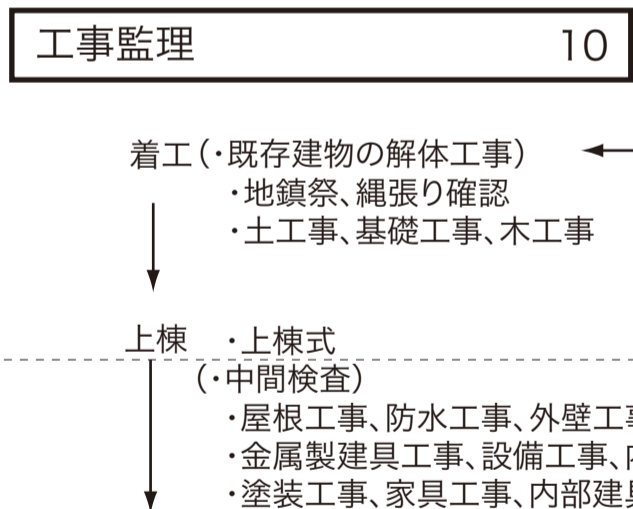 工事監理 10
着工（・既存建物の解体工事）
・地鎮祭、縄張り確認
・土工事、基礎工事、木工事
上棟 ・上棟式
（・中間検査）
・屋根工事、防水工事、外壁工事
・金属製建具工事、設備工事、
・塗装工事、家具工事、内部建具